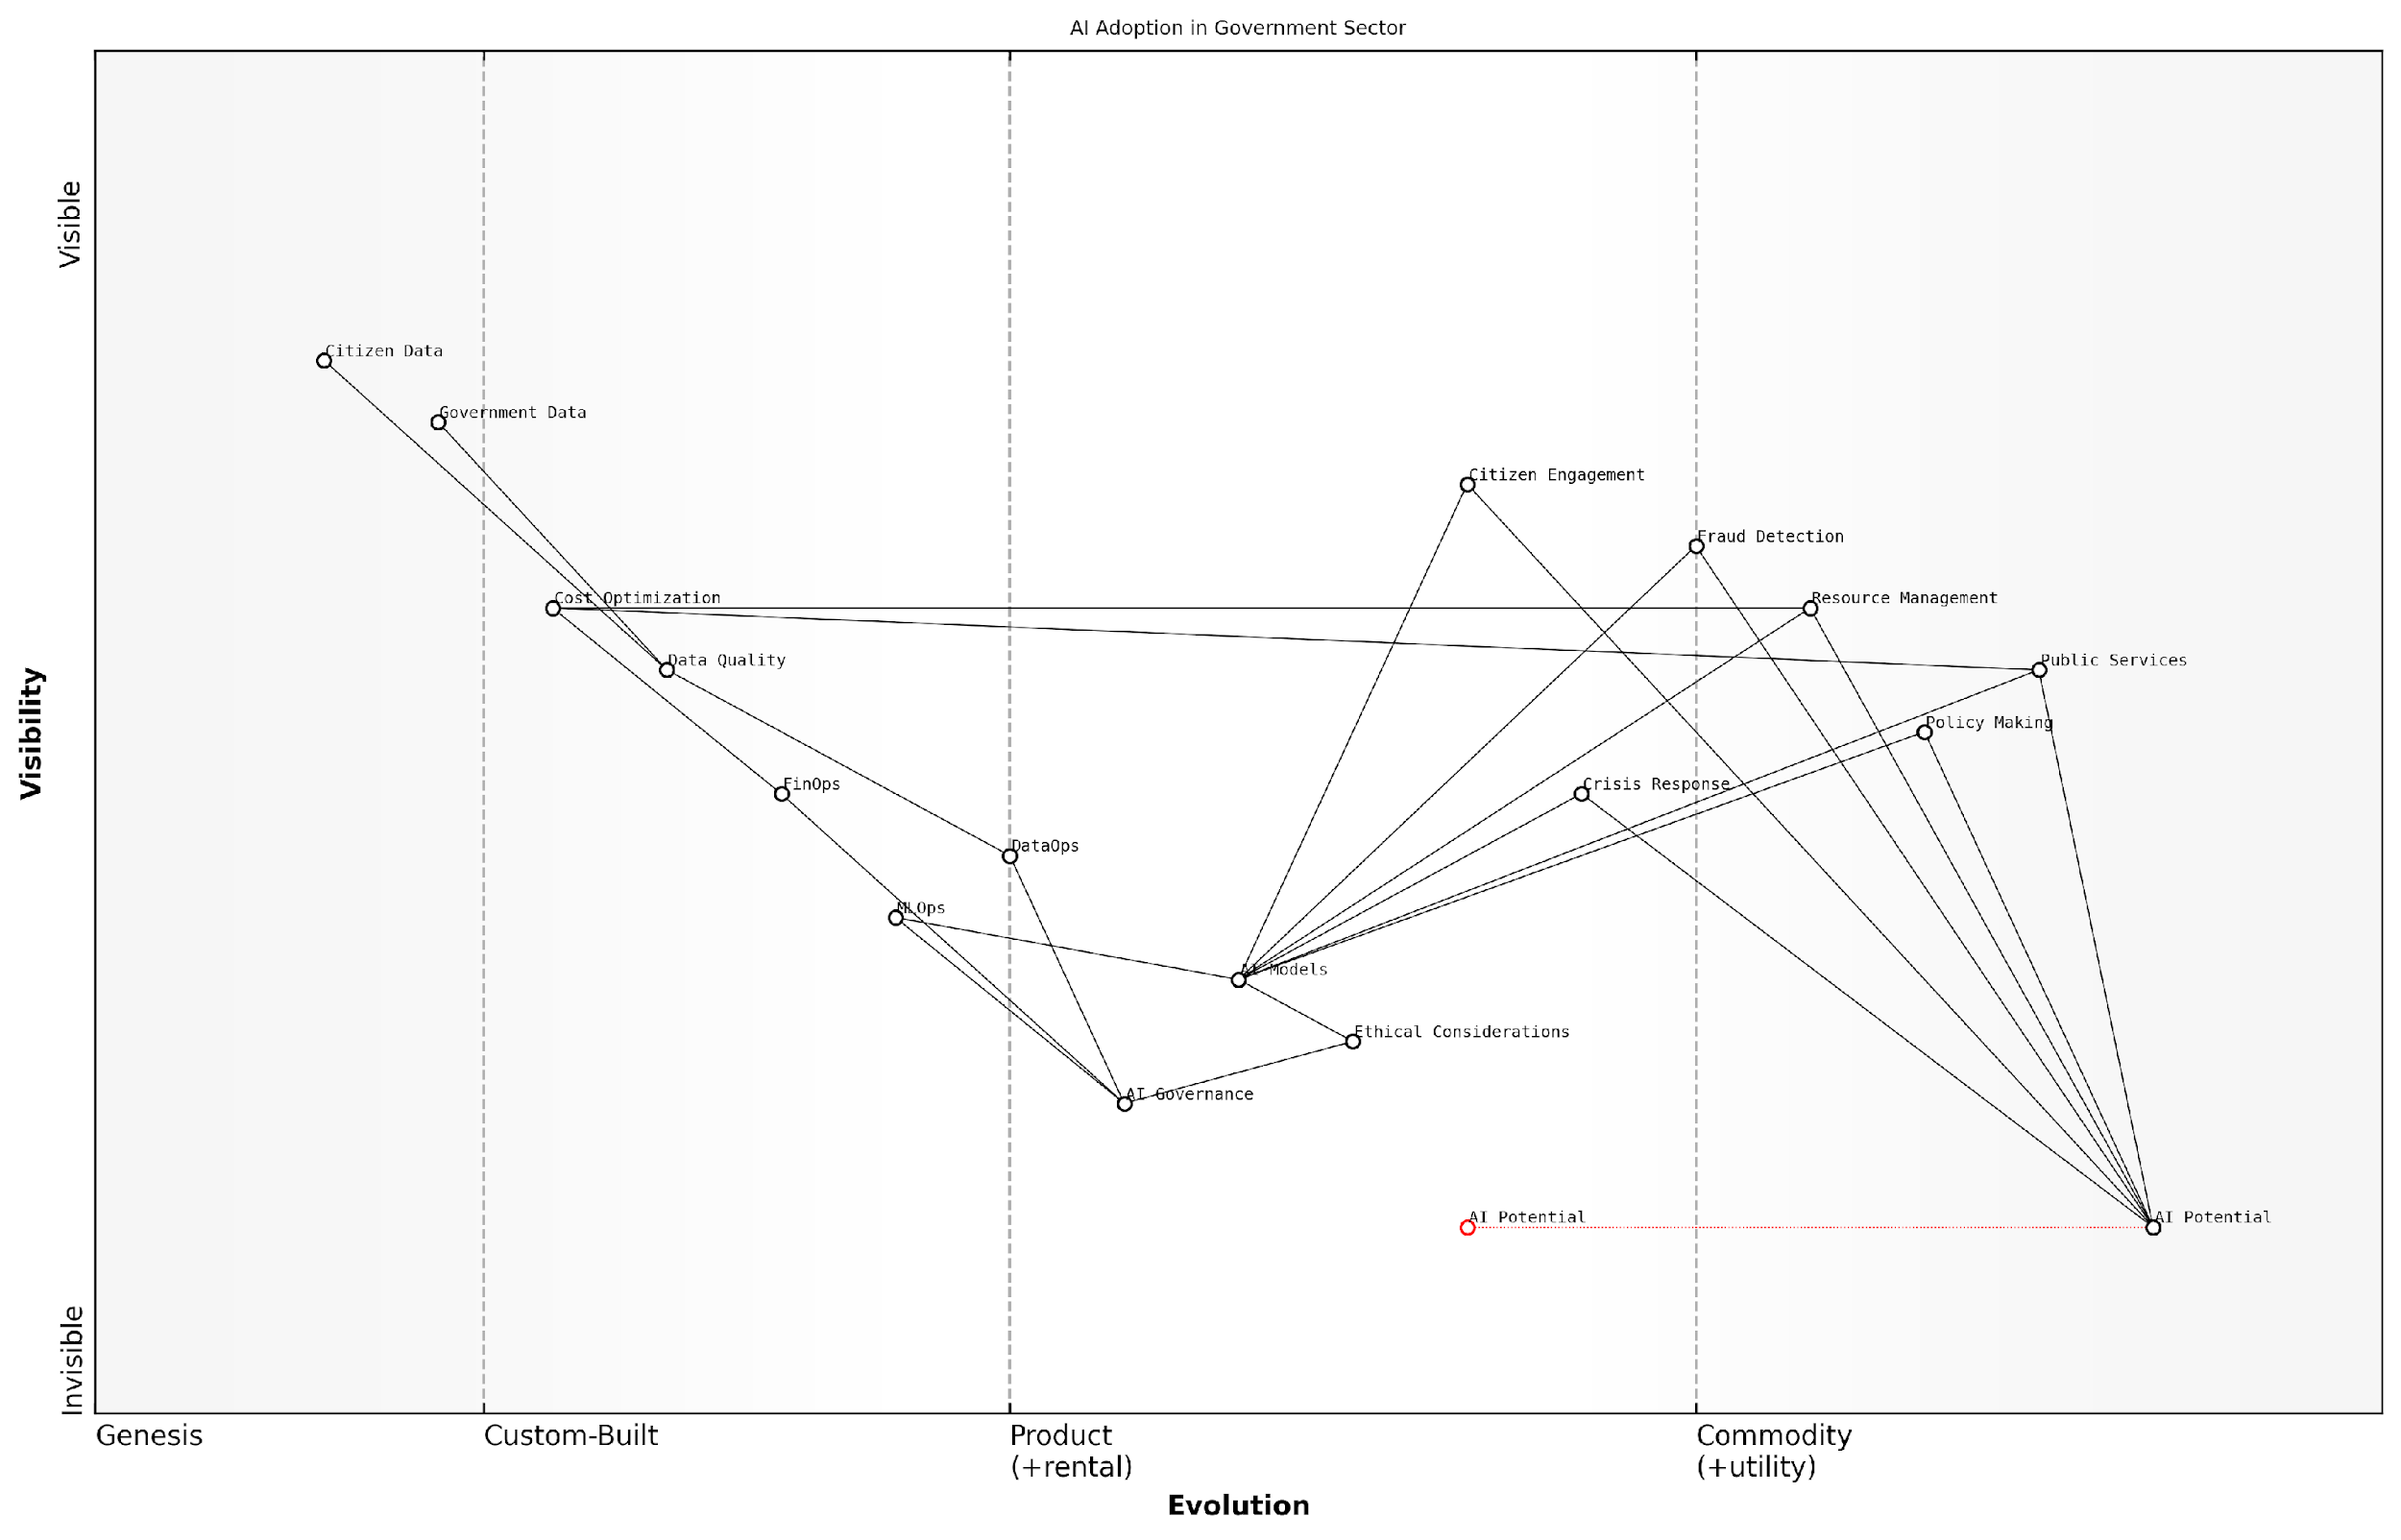 AI Adoption in Government Sector
Visible
Citizen Data
Government Data
Citizen Engagement
Fraud Detection
Cost Optimization
Resource Management
Data Quality
Public Services
Policy Making
Visibility
FinOps
Crisis Response
DataOps
MLOps
AI Models
Ethical Considerations
AI Governance
AI Potential
AI Potential
Invisible
Genesis
Custom-Built
Product
(+rental)
Commodity
(+utility)
Evolution